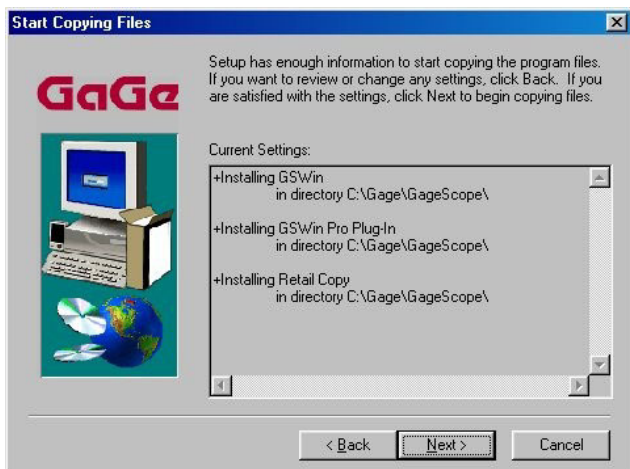 Start Copying Files
GaGe
Setup has enough information to start copying the program files.
If you want to review or change any settings, click Back. If you
are satisfied with the settings, click Next to begin copying files.
Current Settings:
+Installing GSWin
in directory C:\Gage\GageScope\
+Installing GSWin Pro Plug-In
in directory C:\Gage\GageScope\
+Installing Retail Copy
in directory C:\Gage\GageScope\
< Back
Next >
Cancel